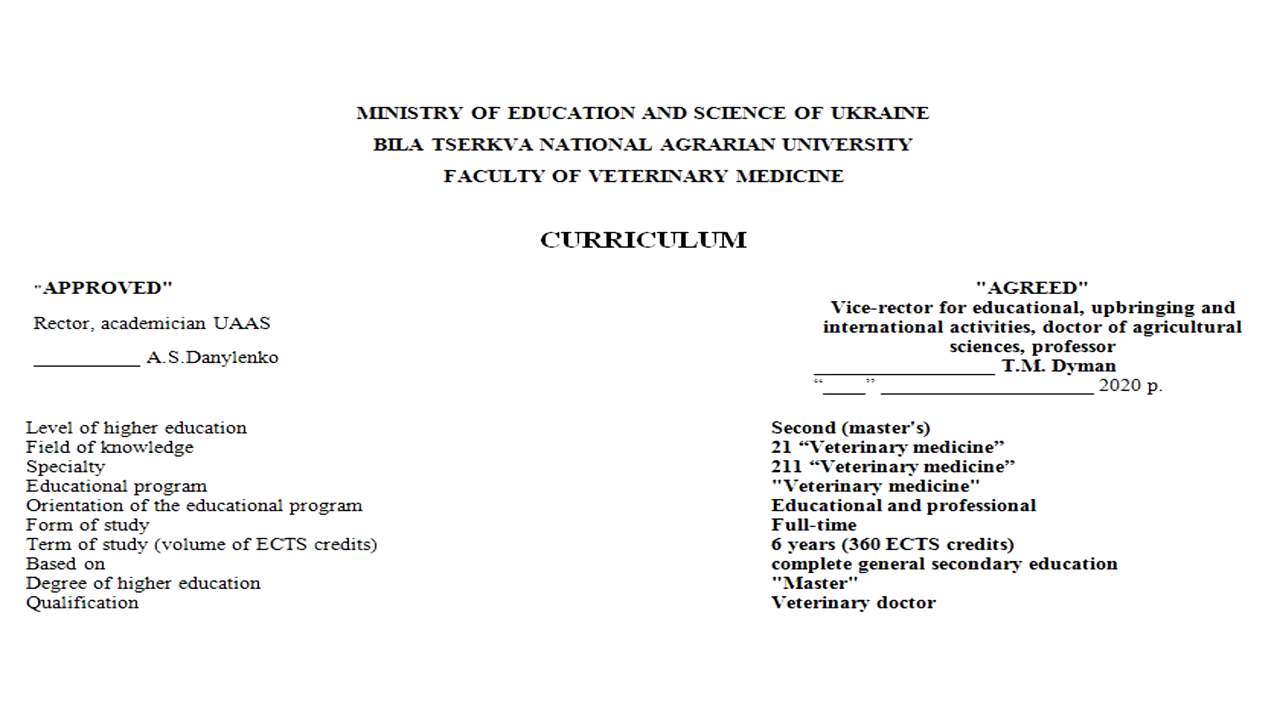 MINISTRY OF EDUCATION AND SCIENCE OF UKRAINE
BILA TSERKVA NATIONAL AGRARIAN UNIVERSITY
FACULTY OF VETERINARY MEDICINE
CURRICULUM
"APPROVED"
Rector, academician UAAS
__________ A.S.Danylenko
"AGREED"
Vice-rector for educational, upbringing and
international activities, doctor of agricultural
sciences, professor
_________________ T.M. Dyman
“____” ____________________ 2020 p.
Level of higher education Second (master's)
Field of knowledge 21 “Veterinary medicine”
Specialty 211 “Veterinary medicine”
Educational program "Veterinary medicine"
Orientation of the educational program Educational and professional
Form of study Full-time
Term of study (volume of ECTS credits) 6 years (360 ECTS credits)
Based on complete general secondary education
Degree of higher education "Master"
Qualification Veterinary doctor